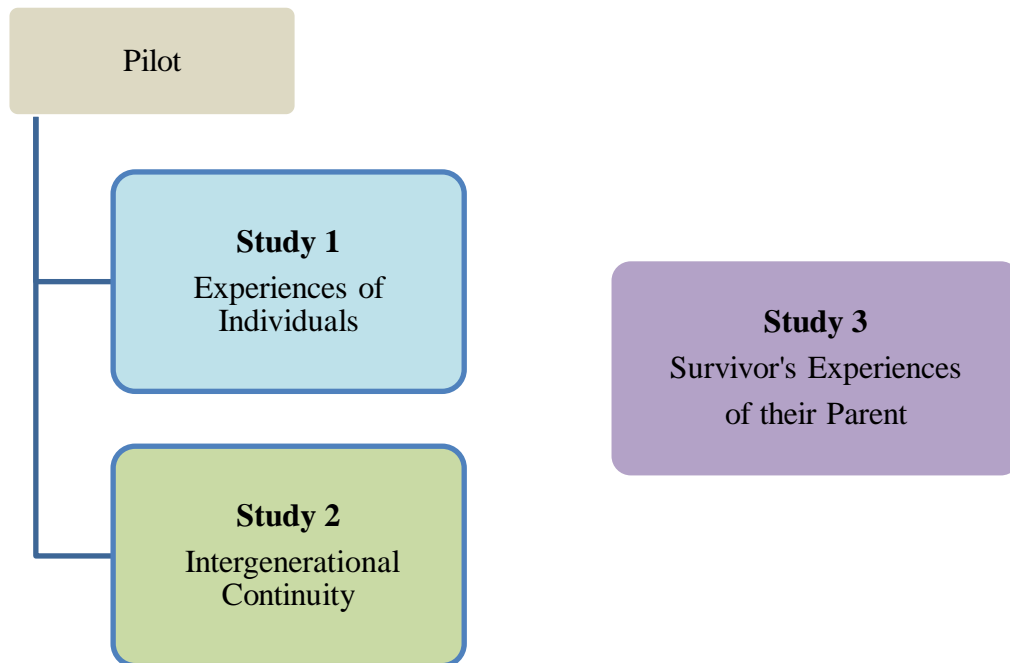 Pilot
Study 1
Experiences of
Individuals
Study 2
Intergenerational
Continuity
Study 3
Survivor's Experiences
of their Parent